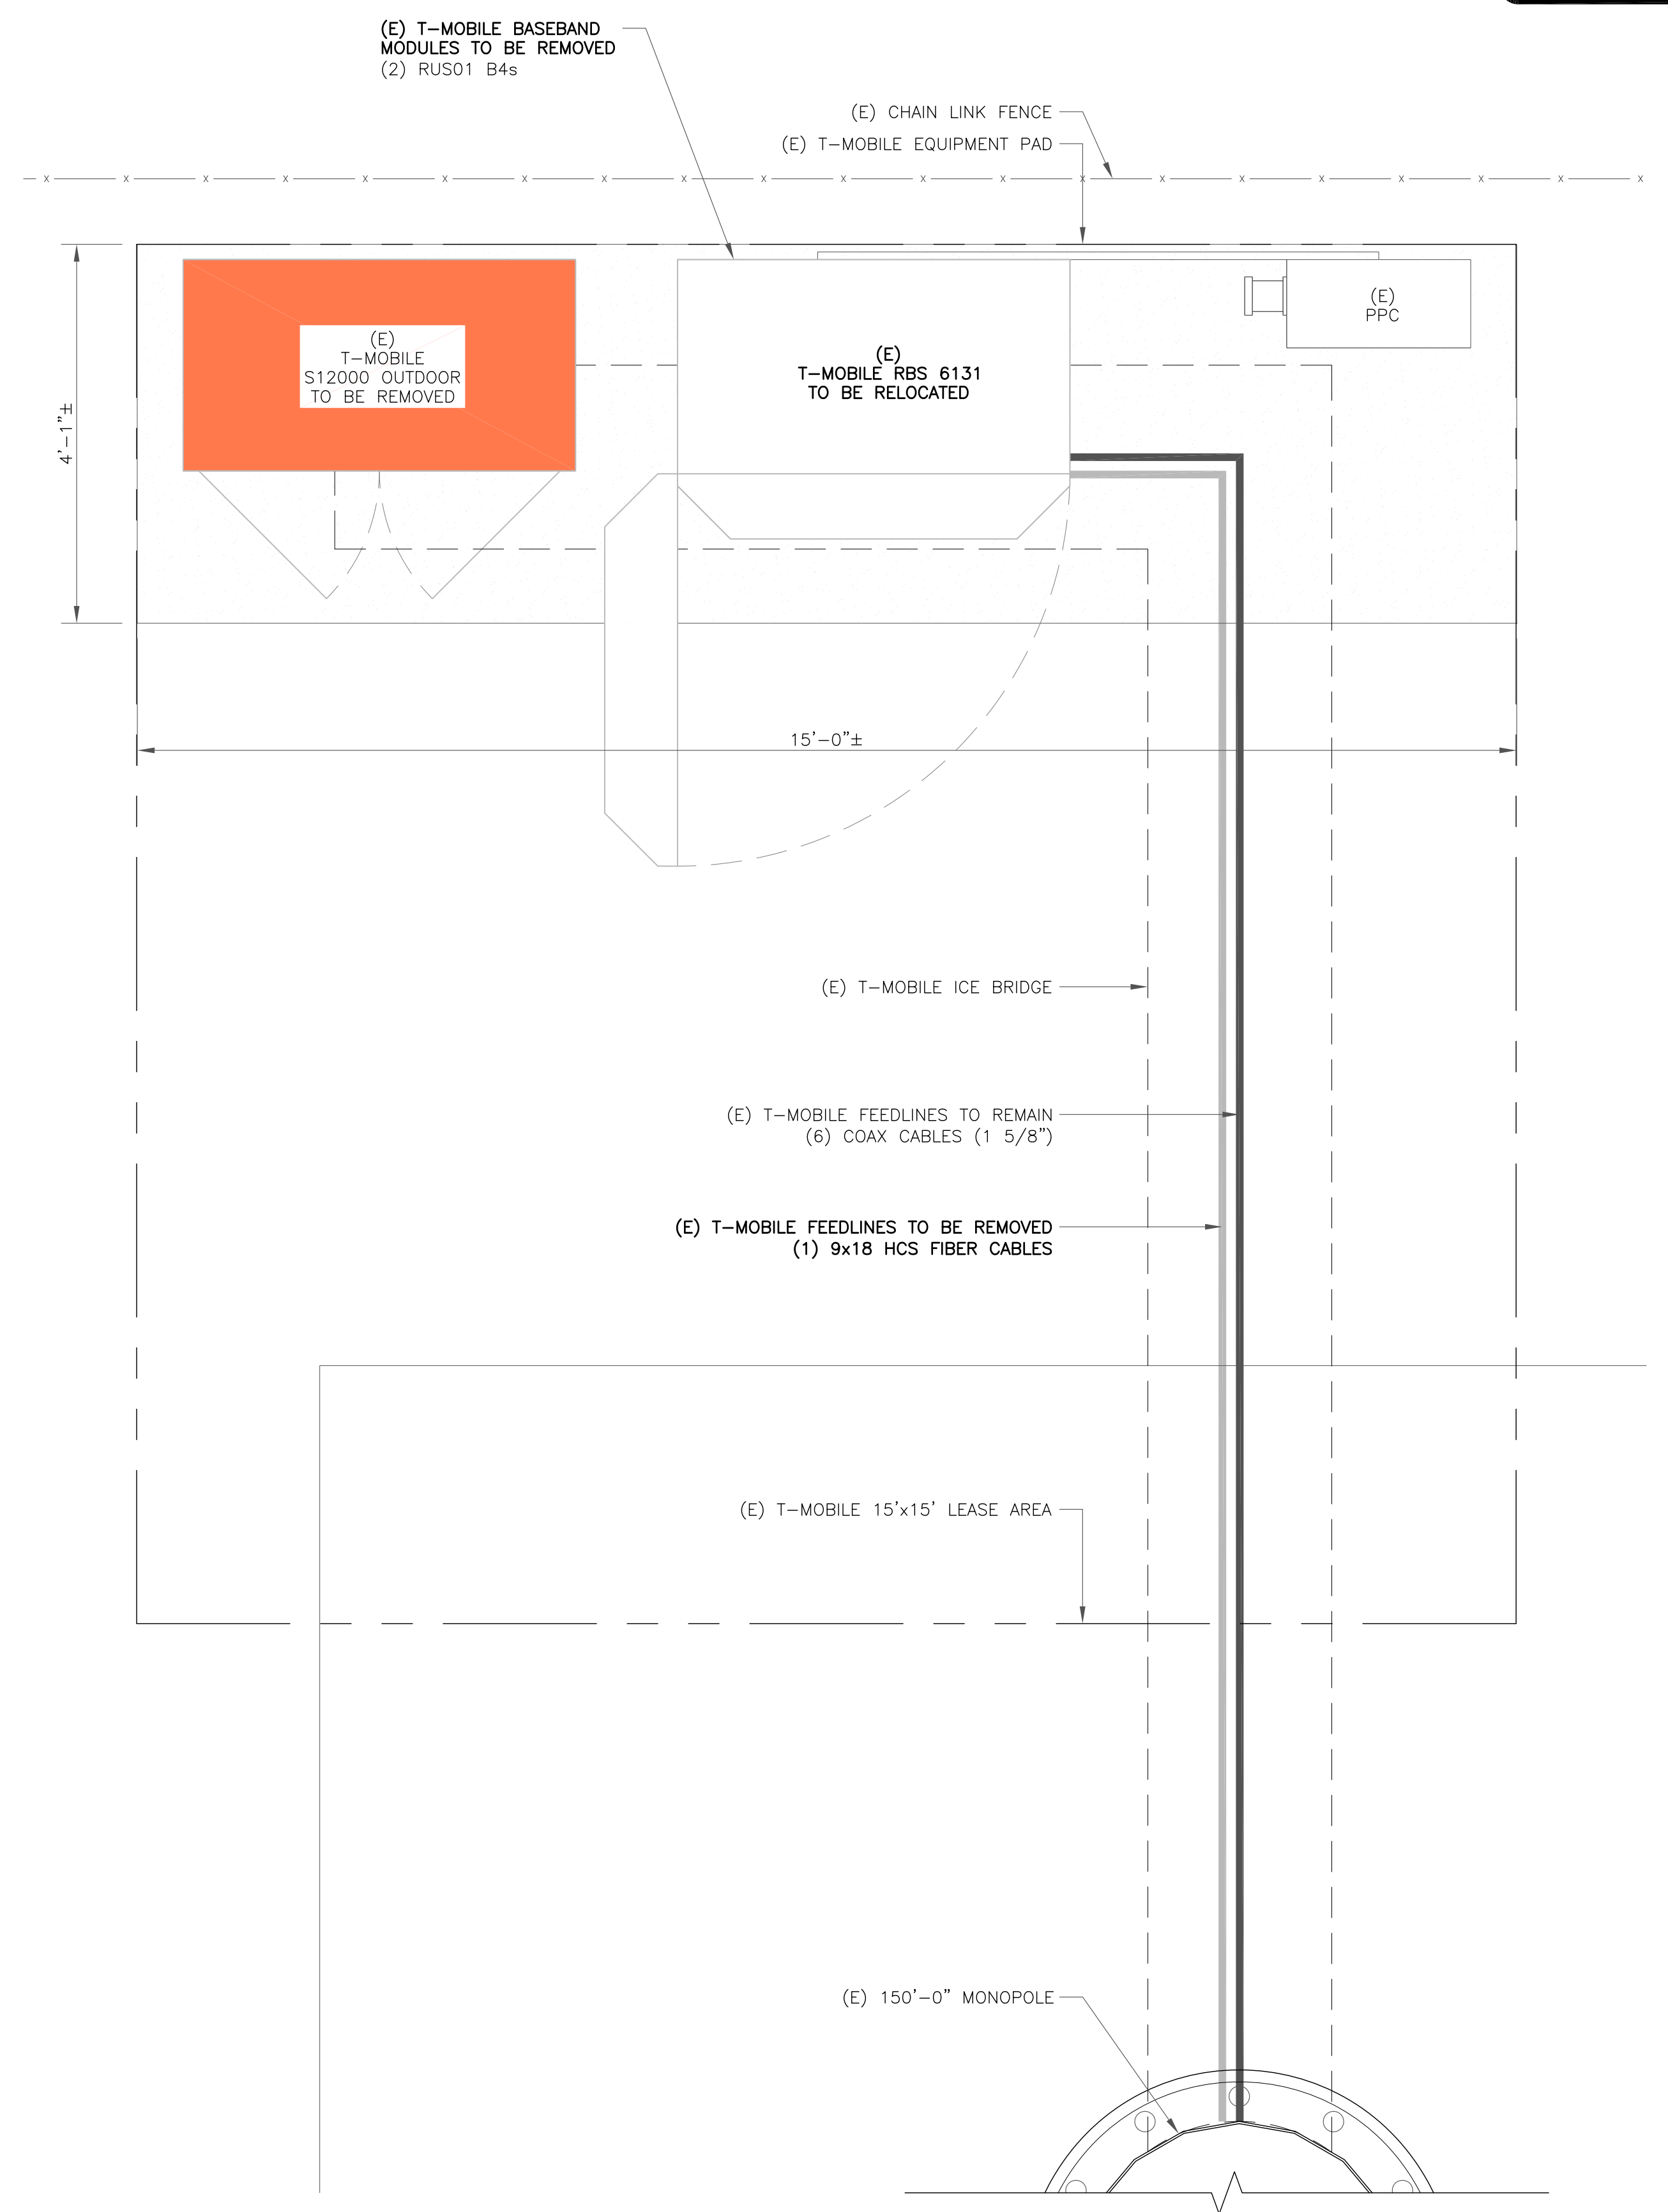 (E) T-MOBILE BASEBAND
MODULES TO BE REMOVED
(2) RUS01 B4s
(E) CHAIN LINK FENCE
(E) T-MOBILE EQUIPMENT PAD
(E)
T-MOBILE
S12000 OUTDOOR
TO BE REMOVED
(E)
T-MOBILE RBS 6131
TO BE RELOCATED
(E)
PPC
4'-1"±
15'-0"±
(E) T-MOBILE ICE BRIDGE
(E) T-MOBILE FEEDLINES TO REMAIN
(6) COAX CABLES (1 5/8")
(E) T-MOBILE FEEDLINES TO BE REMOVED
(1) 9x18 HCS FIBER CABLES
(E) T-MOBILE 15'x15' LEASE AREA
(E) 150'-0" MONOPOLE